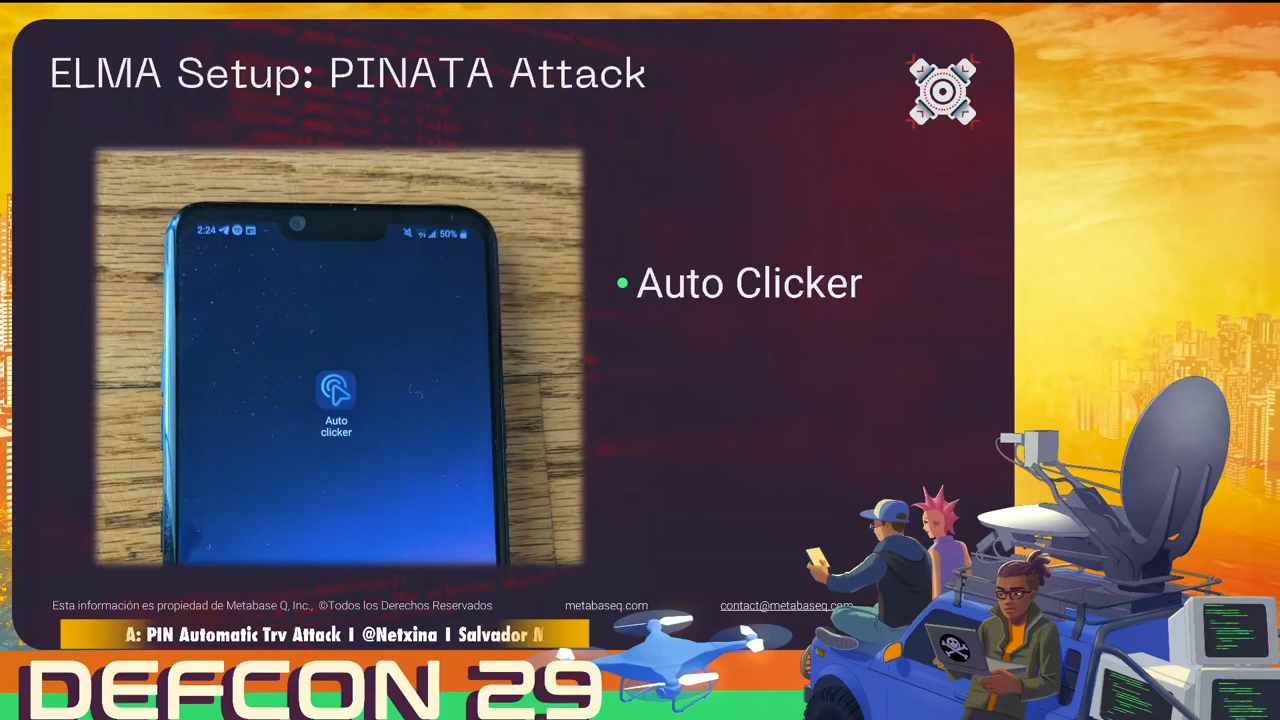 ELMA Setup: PINATA Attack
2:24
50%
Auto
clicker
• Auto Clicker
Esta información es propiedad de Metabase Q, Inc., ©Todos los Derechos Reservados
metabaseq.com
contact@metabaseq.com
A: PIN Automatic Try Attack | @Netxing | Salvador M
DEFCON 29